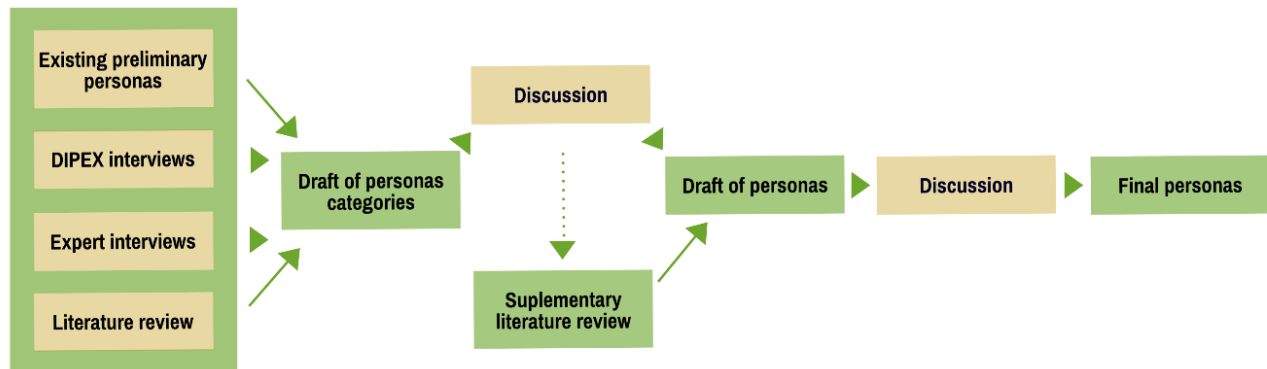 Existing preliminary
personas
DIPEX interviews
Expert interviews
Literature review
Draft of personas
categories
Discussion
Suplementary
literature review
Draft of personas
Discussion
Final personas